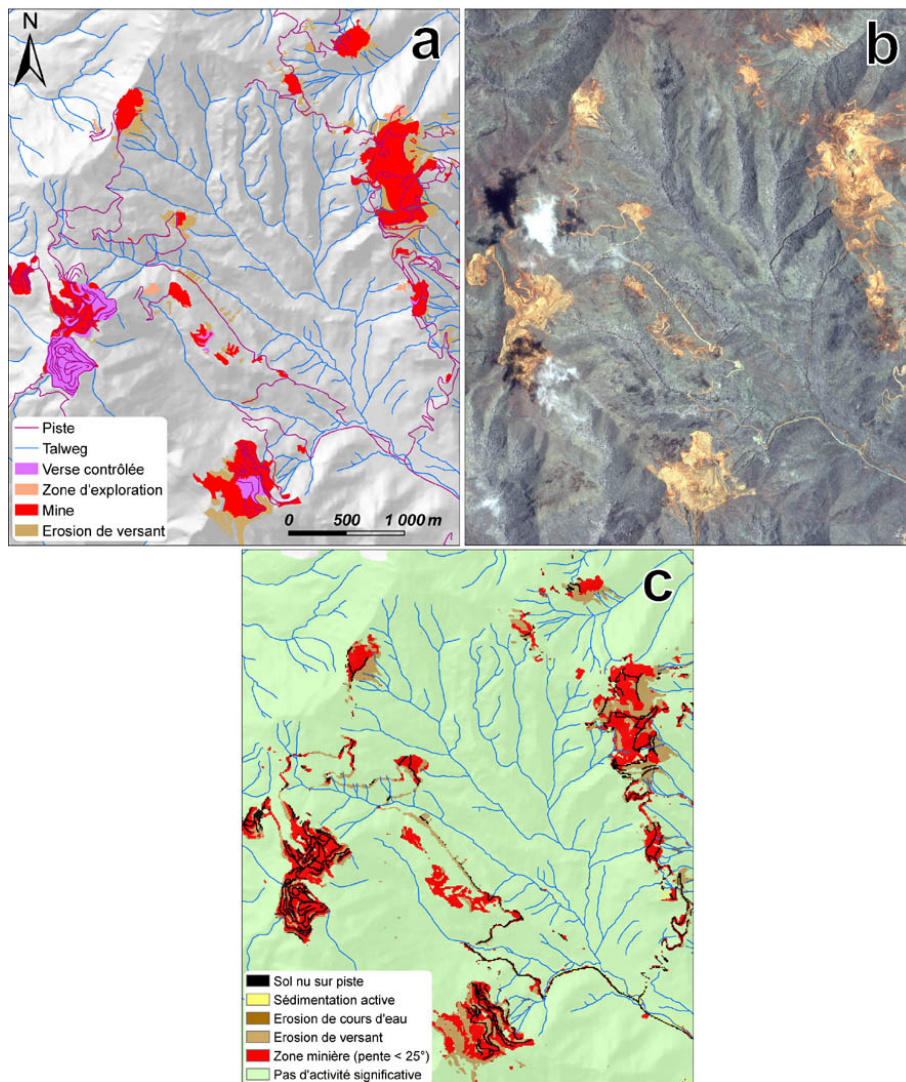 N
a
b
Piste
Talweg
Verse contrôlée
Zone d'exploration
Mine
Erosion de versant
0 500 1 000 m
c
Sol nu sur piste
Sédimentation active
Erosion de cours d'eau
Erosion de versant
Zone minière (pente < 25°)
Pas d'activité significative